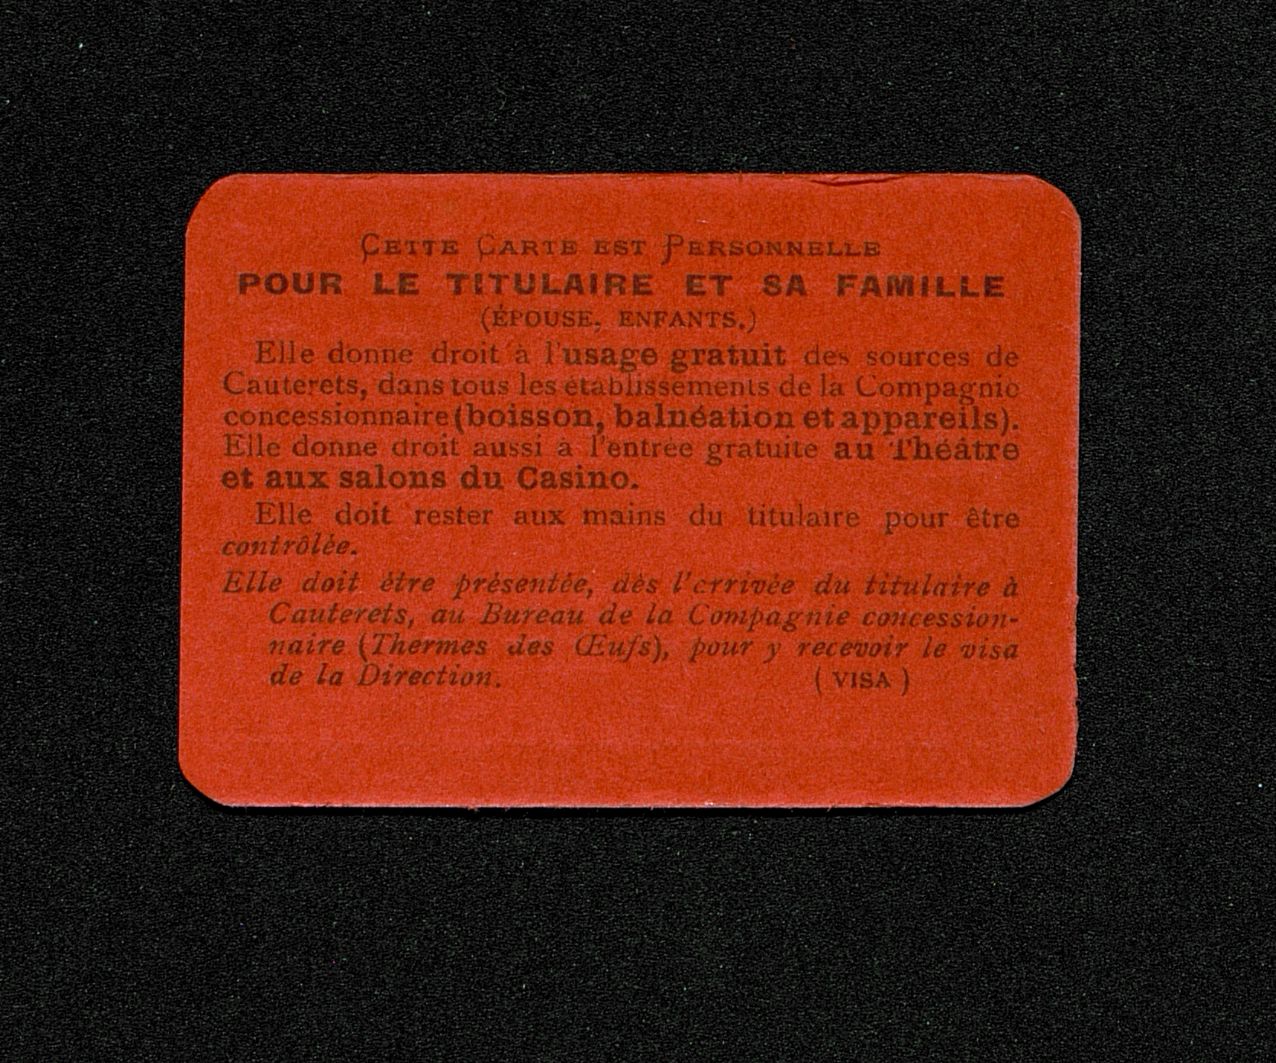 CETTE CARTE EST PERSONNELLE
POUR LE TITULAIRE ET SA FAMILLE
(ÉPOUSE, ENFANTS.)
Elle donne droit à l'usage gratuit des sources de
Cauterets, dans tous les établissements de la Compagnie
concessionnaire (boisson, balnéation et appareils).
Elle donne droit aussi à l'entrée gratuite au Théâtre
et aux salons du Casino.
Elle doit rester aux mains du titulaire pour être
contrôlée.
Elle doit être présentée, dès l'arrivée du titulaire à
Cauterets, au Bureau de la Compagnie concession-
naire (Thermes des Œufs), pour y recevoir le visa
de la Direction. (VISA)